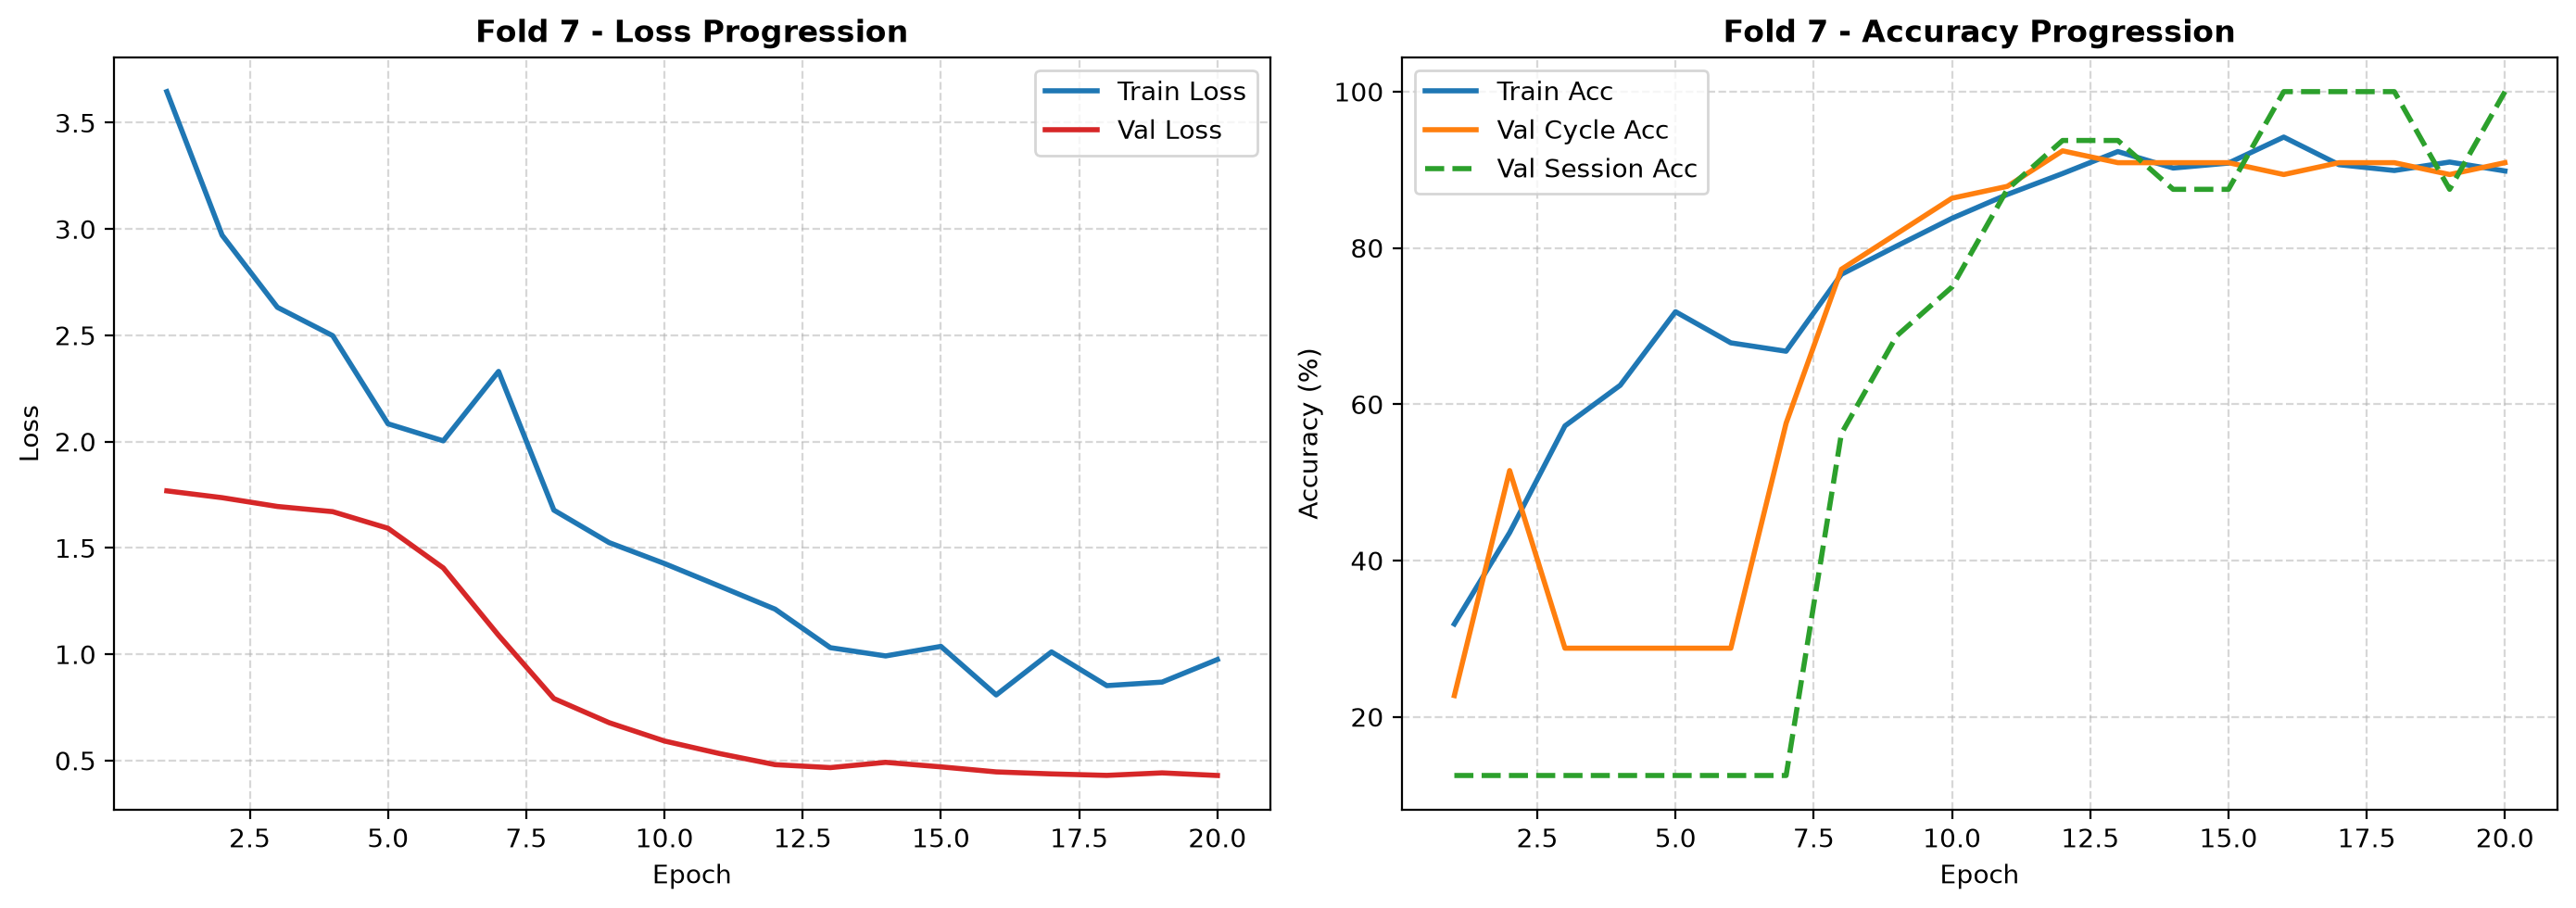 Fold 7 - Loss Progression
Train Loss
Val Loss
3.5
3.0
2.5
2.0
1.5
1.0
0.5
Loss
2.5
5.0
7.5
10.0
12.5
15.0
17.5
20.0
Epoch
Fold 7 - Accuracy Progression
Train Acc
Val Cycle Acc
Val Session Acc
100
80
60
40
20
Accuracy (%)
2.5
5.0
7.5
10.0
12.5
15.0
17.5
20.0
Epoch